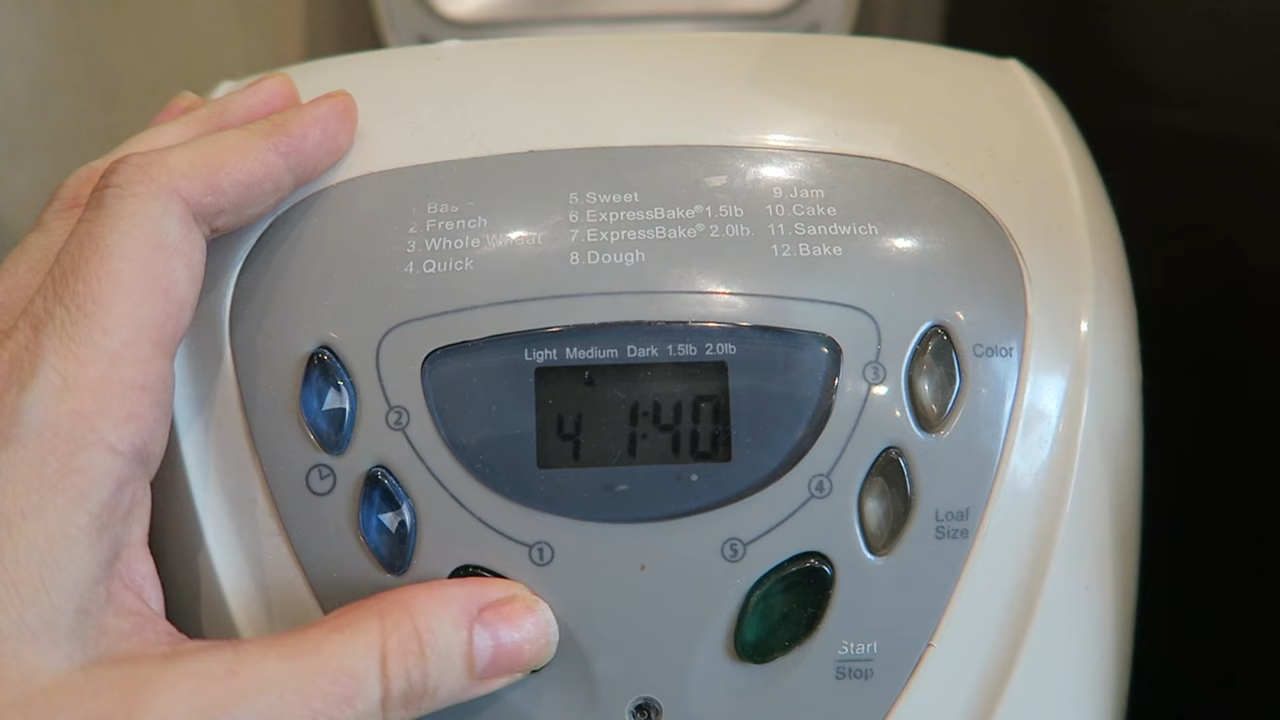 2.French
3.Whole Wheat
4.Quick
5.Sweet
6.ExpressBake®1.5lb
7.ExpressBake® 2.0lb.
8.Dough
9.Jam
10.Cake
11.Sandwich
12.Bake
Light Medium Dark 1.5lb 2.0lb
4 1:40
2
1
3
4
5
Color
Loaf
Size
Start
Stop